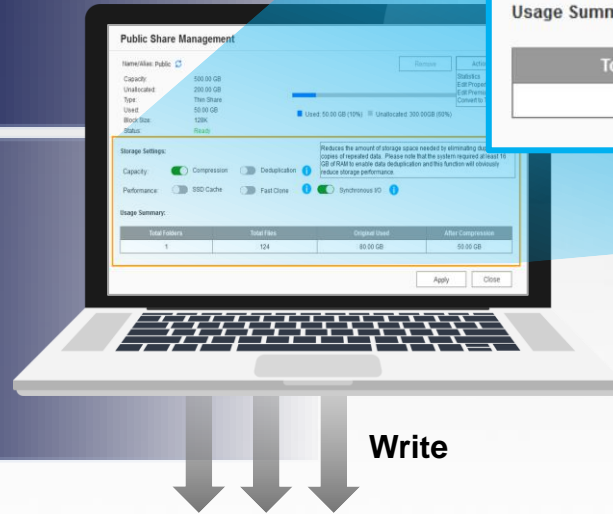 Usage Summ
To
Public Share Management
Name/Alias: Public
Remove
Capacity: 500.00 GB
Unallocated: 200.00 GB
Type: Thin Share
Used: 50.00 GB
Block Size: 128K
Status: Ready
Statistics
Edit Proper
Edit Permis
Convert to T
Used: 50.00 GB (10%) Unallocated: 300.00GB (60%)
Storage Settings:
Reduces the amount of storage space needed by eliminating dup
copies of repeated data. Please note that the system required at least 16
GB of RAM to enable data deduplication and this function will obviously
reduce storage performance.
Capacity: Compression Deduplication
Performance: SSD Cache Fast Clone Synchronous I/O
Usage Summary:
Total Folders Total Files Original Used After Compression
1 124 80.00 GB 50.00 GB
Apply Close
Write